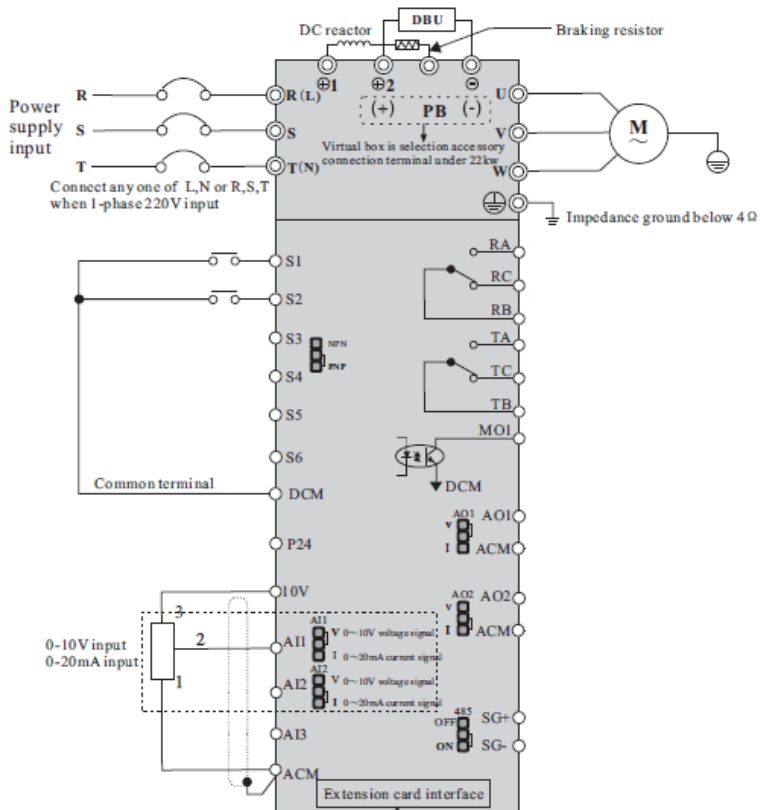 DBU
DC reactor
Braking resistor
⊕1
⊕2
⊖
R
R(L)
U
(+) PB (-)
Power
supply
input
S
S
V
M
~
Virtual box is selection accessory
connection terminal under 22kw
T
T(N)
W
Connect any one of L,N or R,S,T
when 1-phase 220V input
Impedance ground below 4Ω
S1
RA
RC
S2
RB
S3
NPN
PNP
TA
S4
TC
S5
TB
MO1
S6
Common terminal
DCM
DCM
AO1
V
I
AO1
ACM
P24
10V
AO2
V
I
AO2
ACM
3
2
1
0-10V input
0-20mA input
AI1
AI1
V 0~10V voltage signal
I 0~20mA current signal
AI2
AI2
V 0~10V voltage signal
I 0~20mA current signal
AI3
485
OFF
ON
SG+
SG-
ACM
Extension card interface